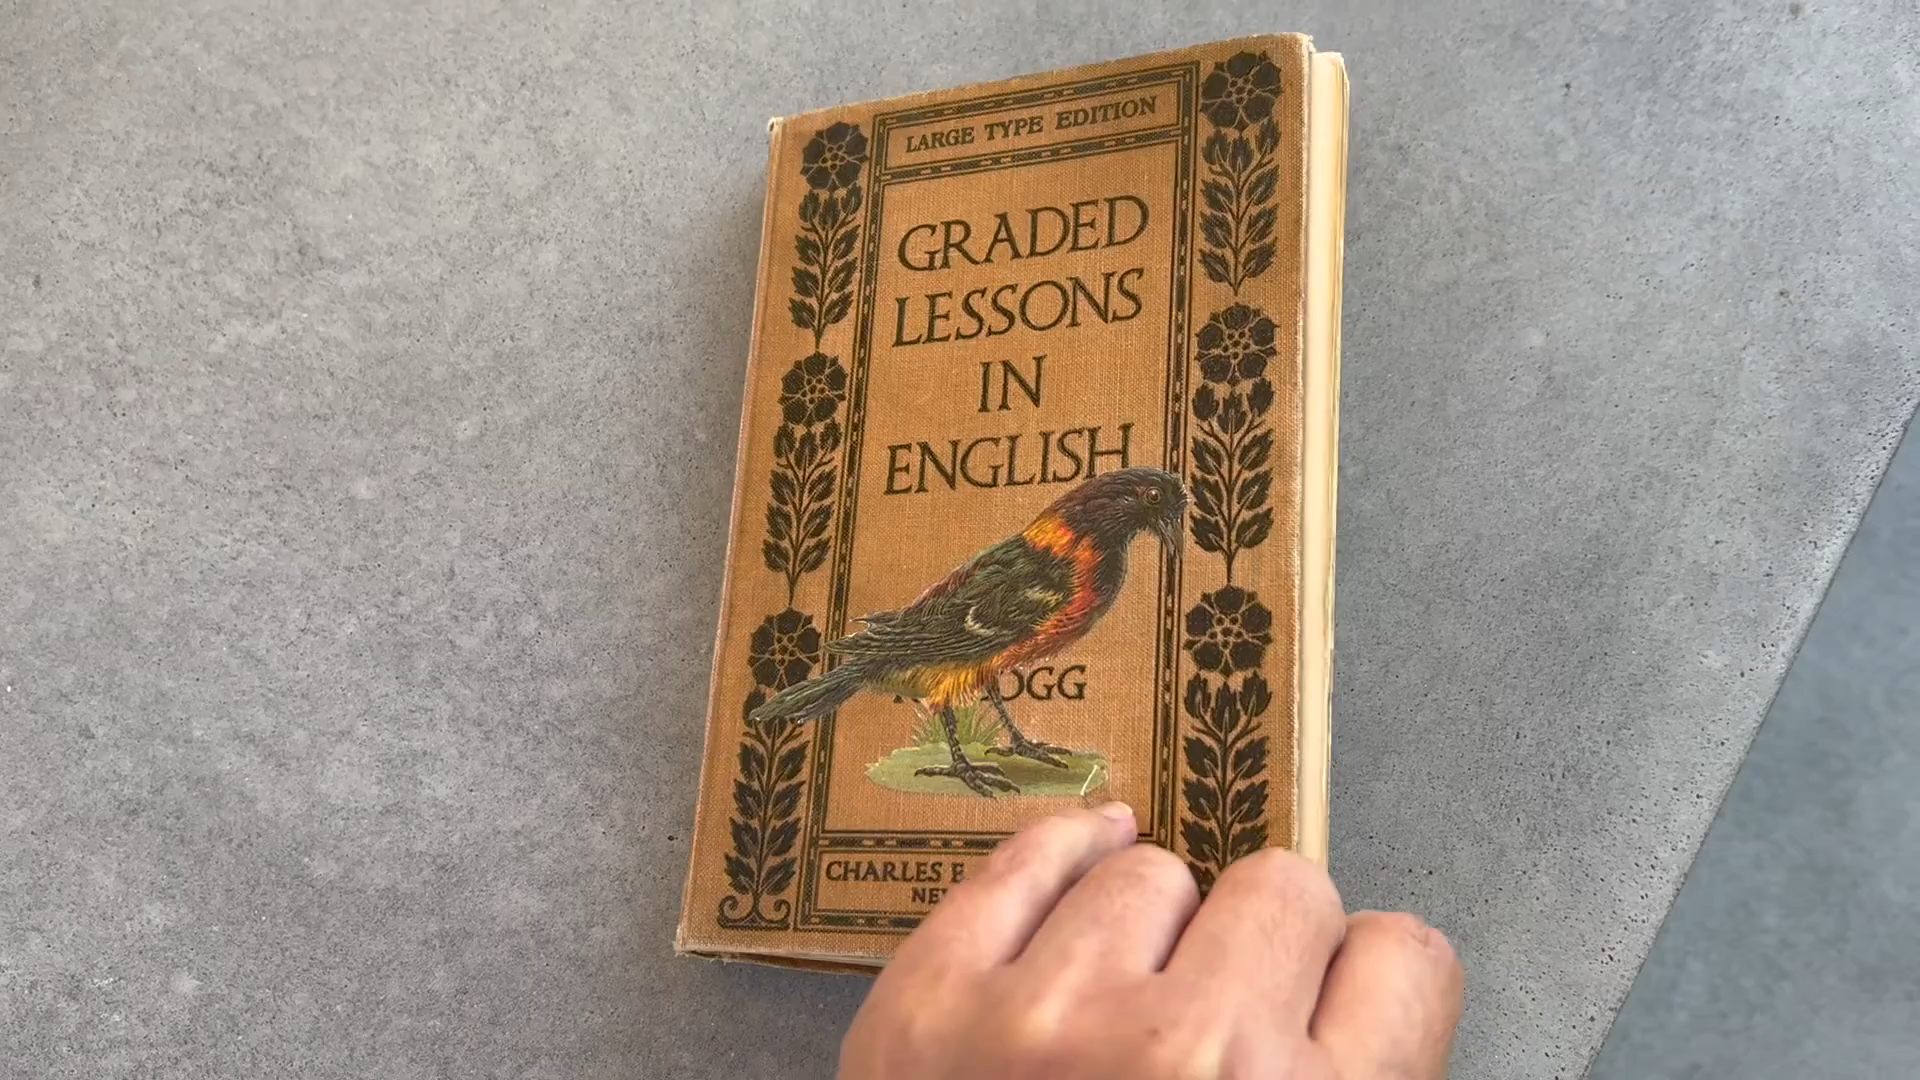 LARGE TYPE EDITION
GRADED
LESSONS
IN
ENGLISH
CHARLES E.